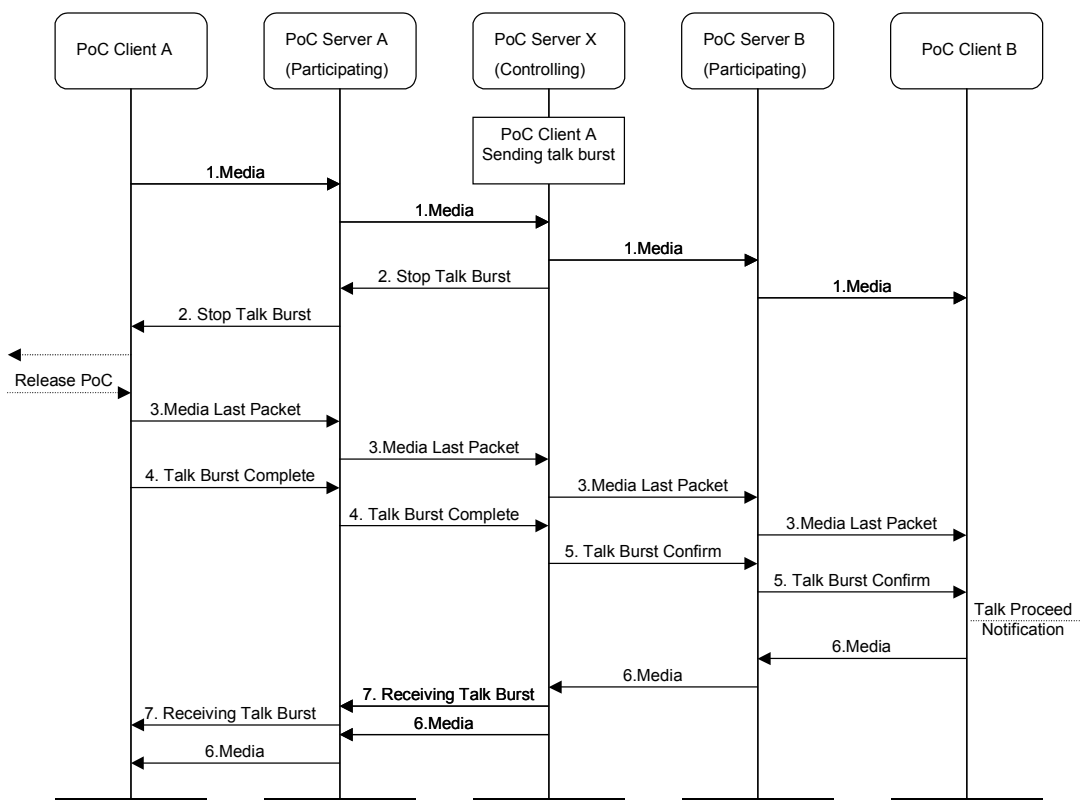 PoC Client A
PoC Server A
(Participating)
PoC Server X
(Controlling)
PoC Server B
(Participating)
PoC Client B
PoC Client A
Sending talk burst
1.Media
1.Media
1.Media
2. Stop Talk Burst
1.Media
2. Stop Talk Burst
Release PoC
3.Media Last Packet
3.Media Last Packet
4. Talk Burst Complete
3.Media Last Packet
4. Talk Burst Complete
3.Media Last Packet
5. Talk Burst Confirm
5. Talk Burst Confirm
Talk Proceed
Notification
6.Media
6.Media
7. Receiving Talk Burst
7. Receiving Talk Burst
6.Media
6.Media